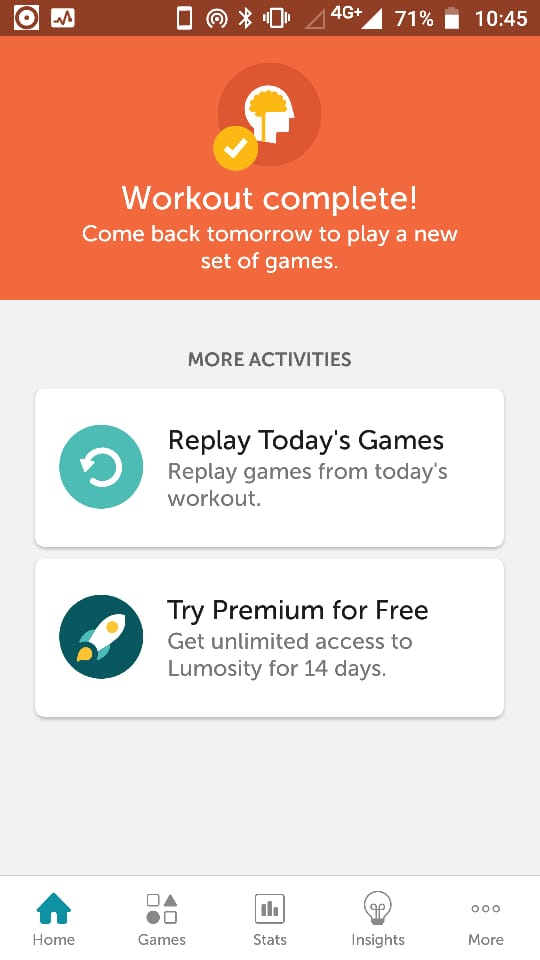 4G+ 71% 10:45
Workout complete!
Come back tomorrow to play a new
set of games.
MORE ACTIVITIES
Replay Today's Games
Replay games from today's
workout.
Try Premium for Free
Get unlimited access to
Lumosity for 14 days.
Home Games Stats Insights More